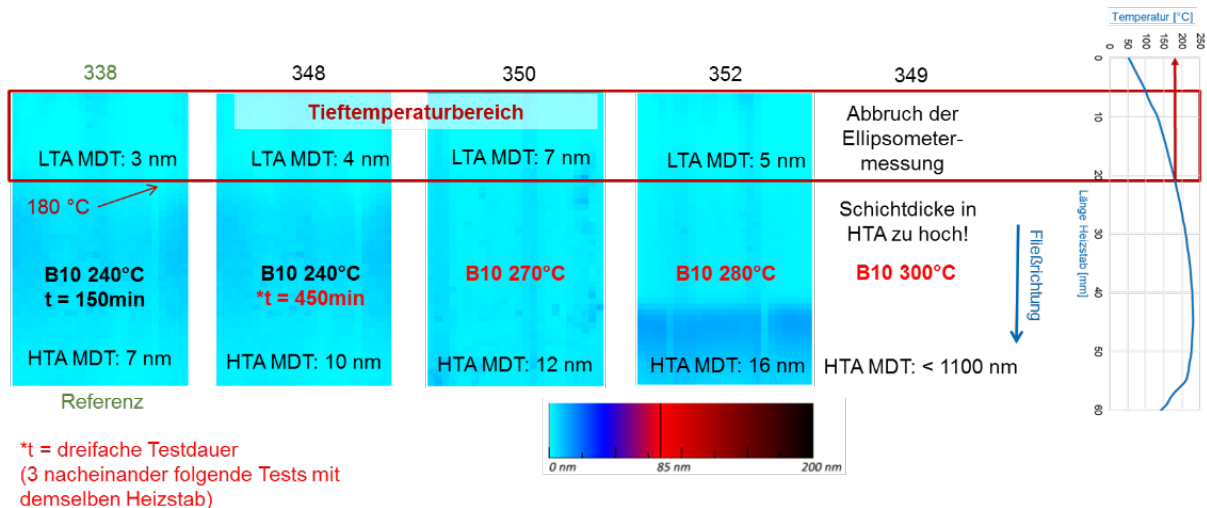 Temperatur [°C]
0 50 100 150 200 250
338
348
350
352
349
0
10
20
30
40
50
60
Länge Heizstab [mm]
Tieftemperaturbereich
LTA MDT: 3 nm
LTA MDT: 4 nm
LTA MDT: 7 nm
LTA MDT: 5 nm
Abbruch der
Ellipsometer-
messung
180 °C
Schichtdicke in
HTA zu hoch!
Fließrichtung
B10 240°C
t = 150min
B10 240°C
*t = 450min
B10 270°C
B10 280°C
B10 300°C
HTA MDT: 7 nm
HTA MDT: 10 nm
HTA MDT: 12 nm
HTA MDT: 16 nm
HTA MDT: < 1100 nm
Referenz
0 nm
85 nm
200 nm
*t = dreifache Testdauer
(3 nacheinander folgende Tests mit
demselben Heizstab)